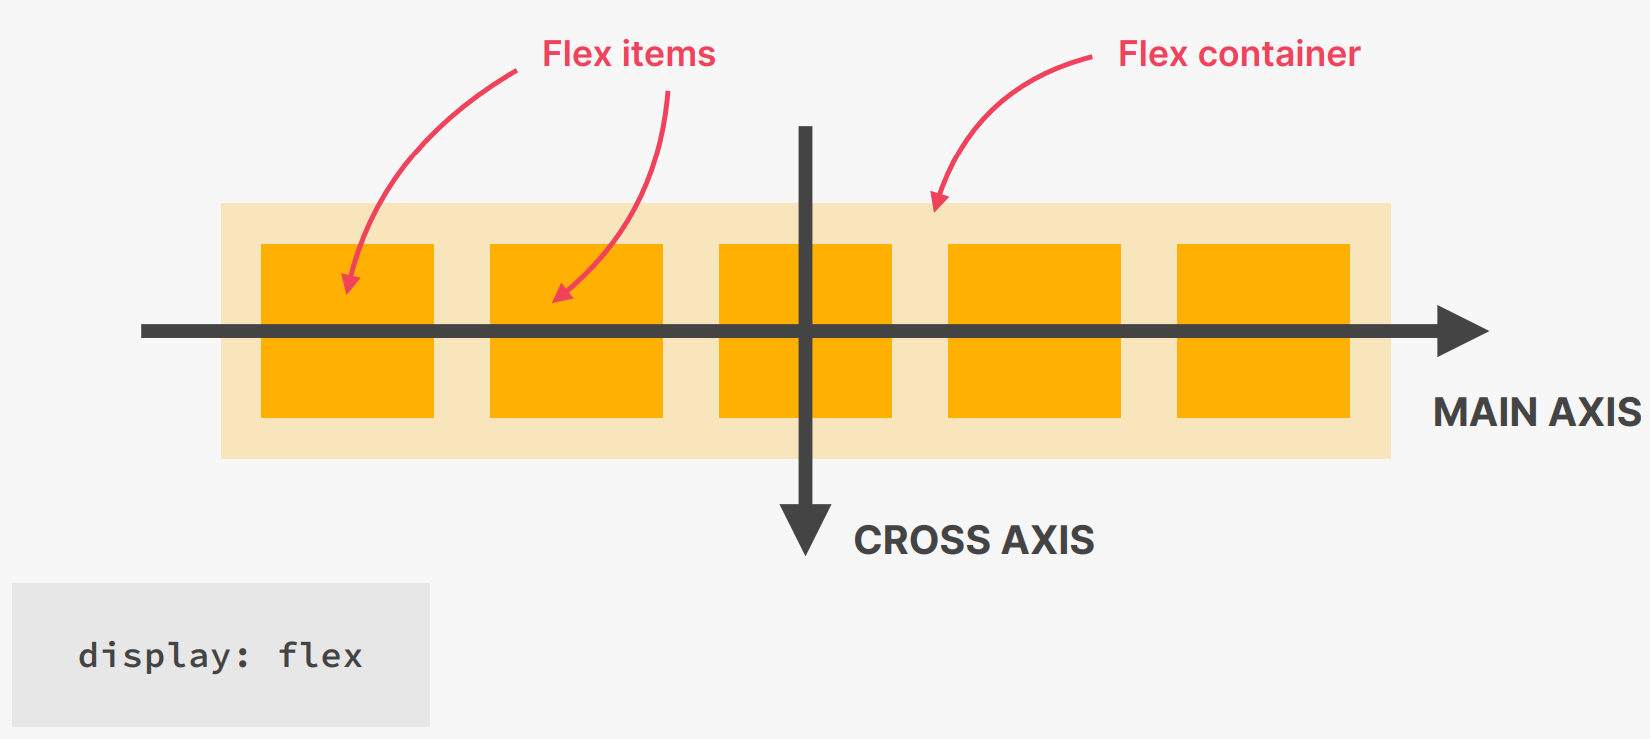 Flex items
Flex container
MAIN AXIS
CROSS AXIS
display: flex